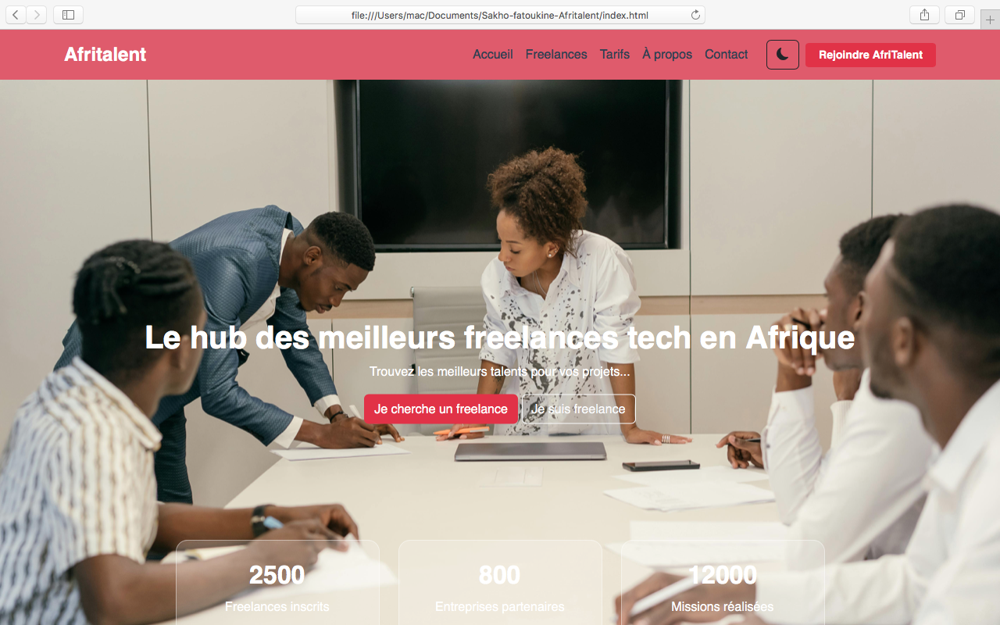 file:///Users/mac/Documents/Sakho-fatoukine-Afritalent/index.html
Afritalent
Accueil Freelances Tarifs À propos Contact Rejoindre AfriTalent
Le hub des meilleurs freelances tech en Afrique
Trouvez les meilleurs talents pour vos projets...
Je cherche un freelance Je suis freelance
2500 800 12000
Freelances inscrits Entreprises partenaires Missions réalisées